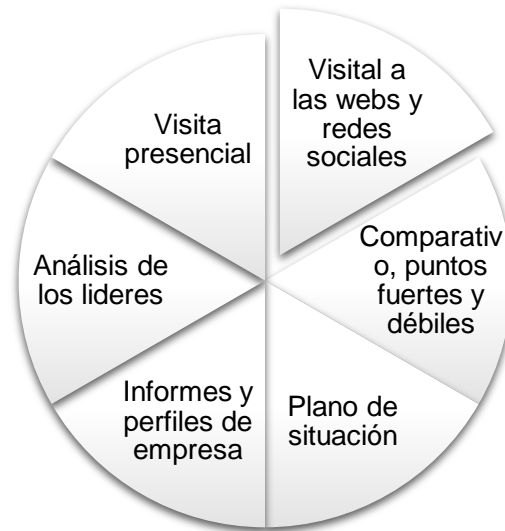 Visital a
las webs y
redes
sociales
Comparativ
o, puntos
fuertes y
débiles
Plano de
situación
Informes y
perfiles de
empresa
Análisis de
los lideres
Visita
presencial